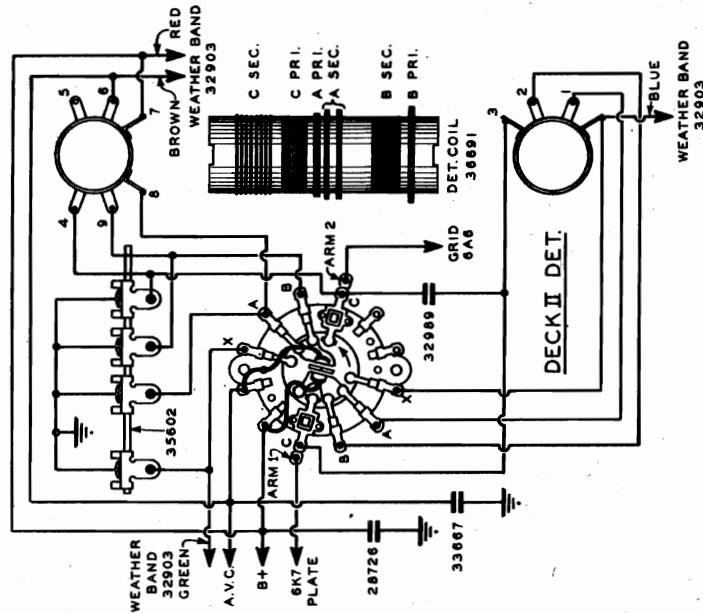 RED
BROWN
WEATHER BAND
32903
5
6
7
4
9
8
C SEC.
C PRI.
A PRI.
A SEC.
B SEC.
B PRI.
DET. COIL
36691
3
2
1
BLUE
WEATHER BAND
32903
35602
A
B
X
C
ARM 2
GRID
6A6
32989
DECK II DET.
C
ARM 1
B
A
X
WEATHER
BAND
32903
GREEN
A.V.C.
B+
6K7
PLATE
28726
33667